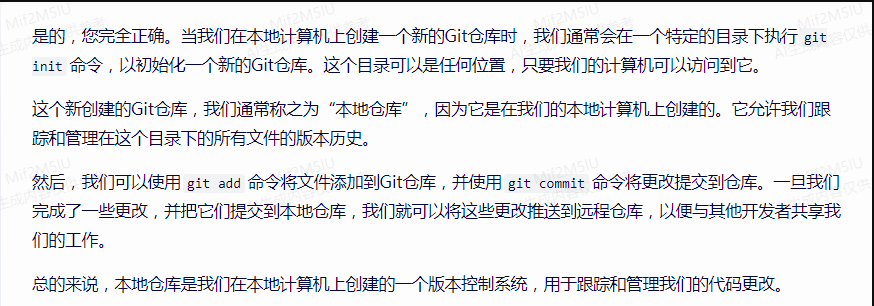 是的，您完全正确。当我们在本地计算机上创建一个新的Git仓库时，我们通常会在一个特定的目录下执行 git
init 命令，以初始化一个新的Git仓库。这个目录可以是任何位置，只要我们的计算机可以访问到它。
这个新创建的Git仓库，我们通常称之为“本地仓库”，因为它是在我们的本地计算机上创建的。它允许我们跟
踪和管理在这个目录下的所有文件的版本历史。
然后，我们可以使用 git add 命令将文件添加到Git仓库，并使用 git commit 命令将更改提交到仓库。一旦我们
完成了一些更改，并把它们提交到本地仓库，我们就可以将这些更改推送到远程仓库，以便与其他开发者共享我
们的工作。
总的来说，本地仓库是我们在本地计算机上创建的一个版本控制系统，用于跟踪和管理我们的代码更改。